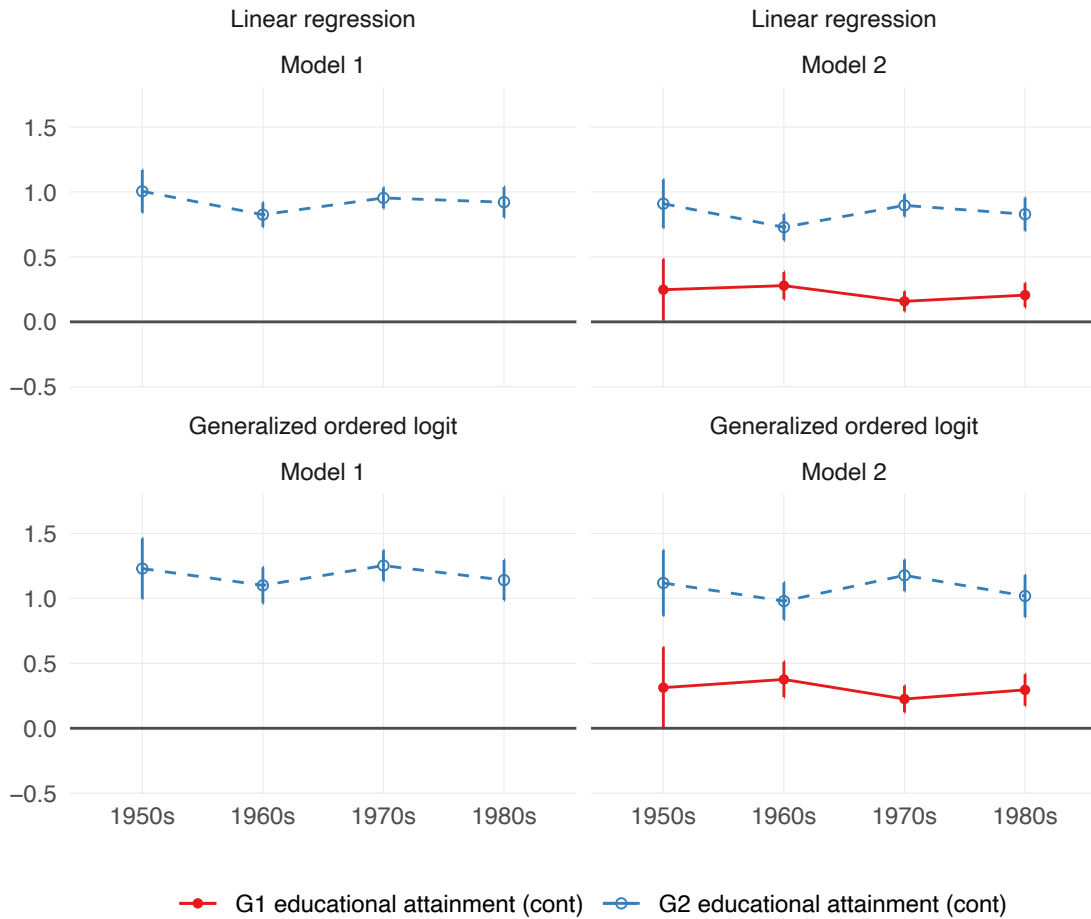 Linear regression
Linear regression
Model 1
Model 2
1.5
1.0
0.5
0.0
−0.5
Generalized ordered logit
Generalized ordered logit
Model 1
Model 2
1.5
1.0
0.5
0.0
−0.5
1950s 1960s 1970s 1980s
1950s 1960s 1970s 1980s
G1 educational attainment (cont) G2 educational attainment (cont)